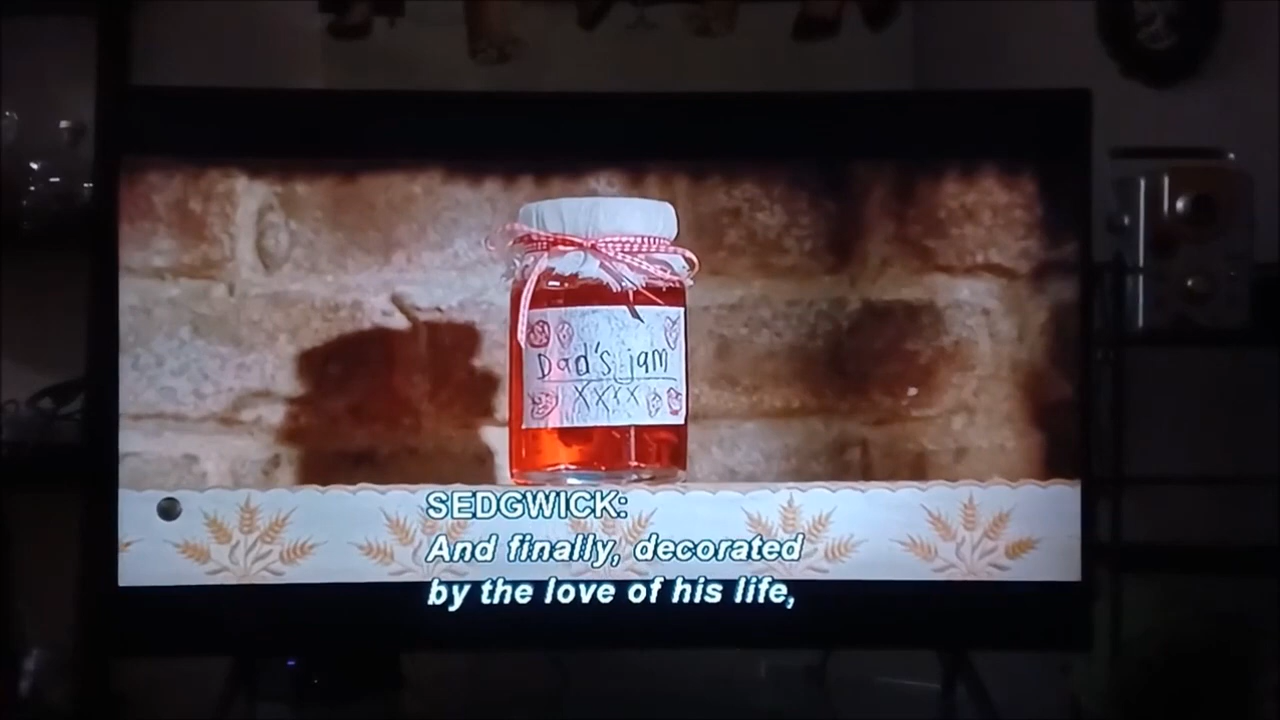 Dad's jam
XXXX
SEDGWICK:
And finally, decorated
by the love of his life,